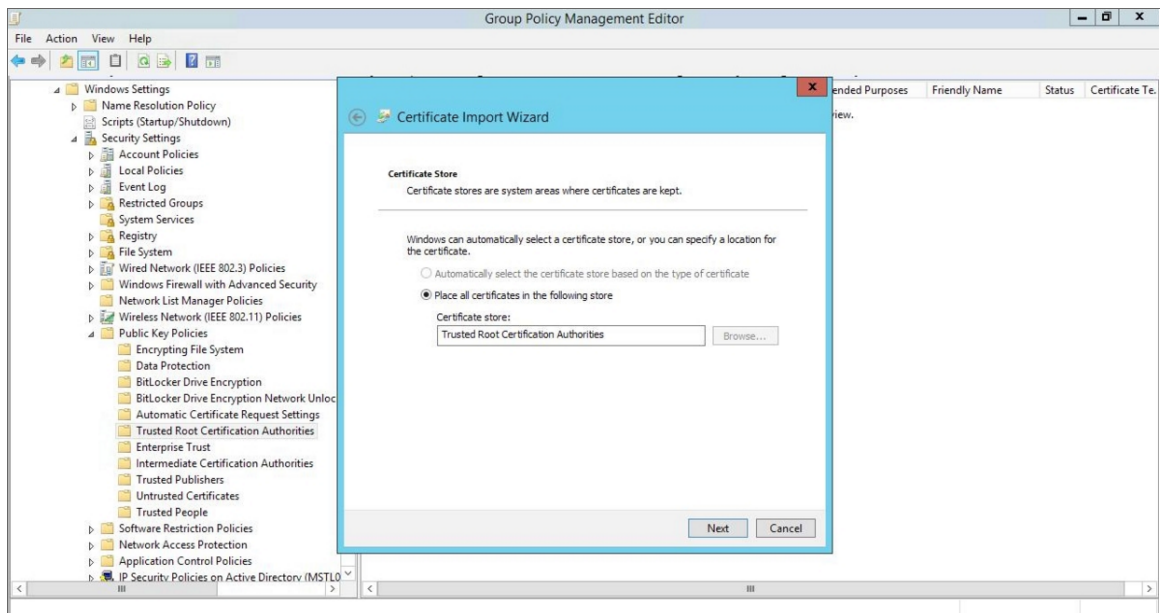 Group Policy Management Editor
File Action View Help
Windows Settings
Name Resolution Policy
Scripts (Startup/Shutdown)
Security Settings
Account Policies
Local Policies
Event Log
Restricted Groups
System Services
Registry
File System
Wired Network (IEEE 802.3) Policies
Windows Firewall with Advanced Security
Network List Manager Policies
Wireless Network (IEEE 802.11) Policies
Public Key Policies
Encrypting File System
Data Protection
BitLocker Drive Encryption
BitLocker Drive Encryption Network Unloc
Automatic Certificate Request Settings
Trusted Root Certification Authorities
Enterprise Trust
Intermediate Certification Authorities
Trusted Publishers
Untrusted Certificates
Trusted People
Software Restriction Policies
Network Access Protection
Application Control Policies
IP Security Policies on Active Directory (MSTL0
Certificate Import Wizard
Certificate Store
Certificate stores are system areas where certificates are kept.
Windows can automatically select a certificate store, or you can specify a location for
the certificate.
Automatically select the certificate store based on the type of certificate
Place all certificates in the following store
Certificate store:
Trusted Root Certification Authorities Browse...
Next Cancel
ended Purposes Friendly Name Status Certificate Te.
iew.